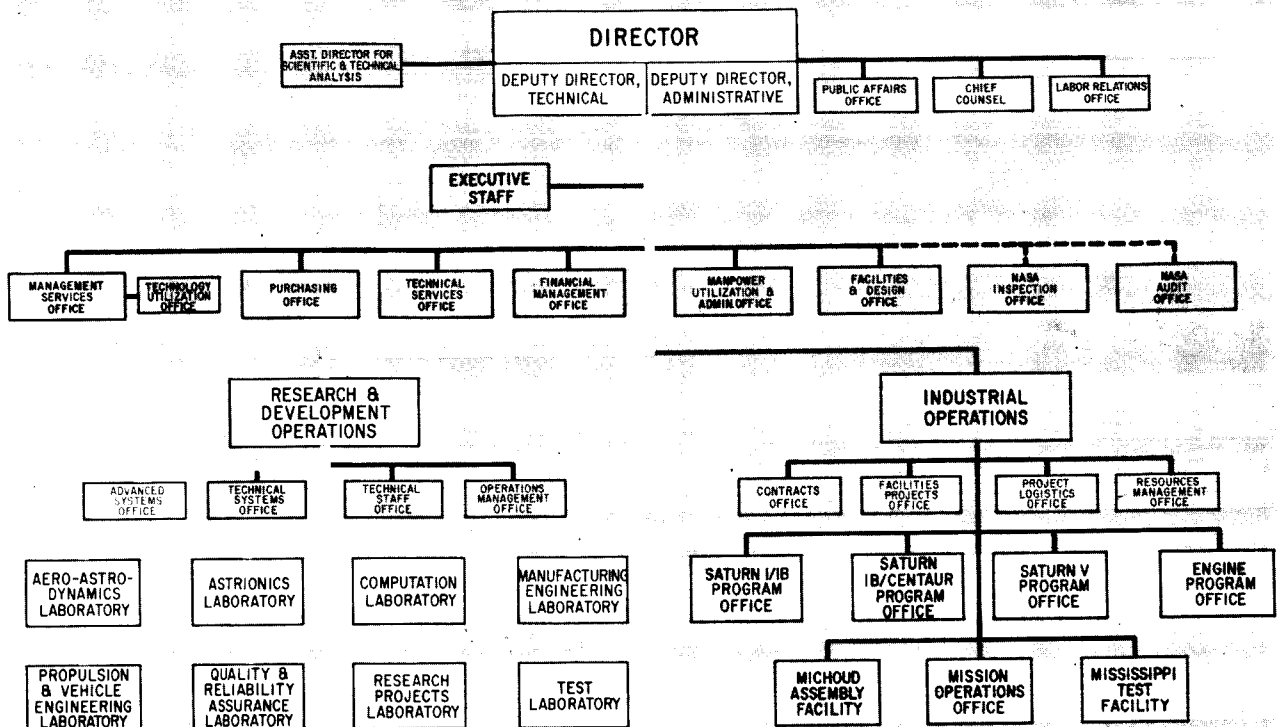 DIRECTOR
DEPUTY DIRECTOR,
TECHNICAL
DEPUTY DIRECTOR,
ADMINISTRATIVE
ASST. DIRECTOR FOR
SCIENTIFIC & TECHNICAL
ANALYSIS
PUBLIC AFFAIRS
OFFICE
CHIEF
COUNSEL
LABOR RELATIONS
OFFICE
EXECUTIVE
STAFF
MANAGEMENT
SERVICES
OFFICE
TECHNOLOGY
UTILIZATION
OFFICE
PURCHASING
OFFICE
TECHNICAL
SERVICES
OFFICE
FINANCIAL
MANAGEMENT
OFFICE
MANPOWER
UTILIZATION &
ADMIN.OFFICE
FACILITIES
& DESIGN
OFFICE
NASA
INSPECTION
OFFICE
NASA
AUDIT
OFFICE
RESEARCH &
DEVELOPMENT
OPERATIONS
INDUSTRIAL
OPERATIONS
ADVANCED
SYSTEMS
OFFICE
TECHNICAL
SYSTEMS
OFFICE
TECHNICAL
STAFF
OFFICE
OPERATIONS
MANAGEMENT
OFFICE
CONTRACTS
OFFICE
FACILITIES
PROJECTS
OFFICE
PROJECT
LOGISTICS
OFFICE
RESOURCES
MANAGEMENT
OFFICE
AERO-ASTRO-
DYNAMICS
LABORATORY
ASTRIONICS
LABORATORY
COMPUTATION
LABORATORY
MANUFACTURING
ENGINEERING
LABORATORY
SATURN I/IB
PROGRAM
OFFICE
SATURN
IB/CENTAUR
PROGRAM
OFFICE
SATURN V
PROGRAM
OFFICE
ENGINE
PROGRAM
OFFICE
PROPULSION
& VEHICLE
ENGINEERING
LABORATORY
QUALITY &
RELIABILITY
ASSURANCE
LABORATORY
RESEARCH
PROJECTS
LABORATORY
TEST
LABORATORY
MICHOUD
ASSEMBLY
FACILITY
MISSION
OPERATIONS
OFFICE
MISSISSIPPI
TEST
FACILITY